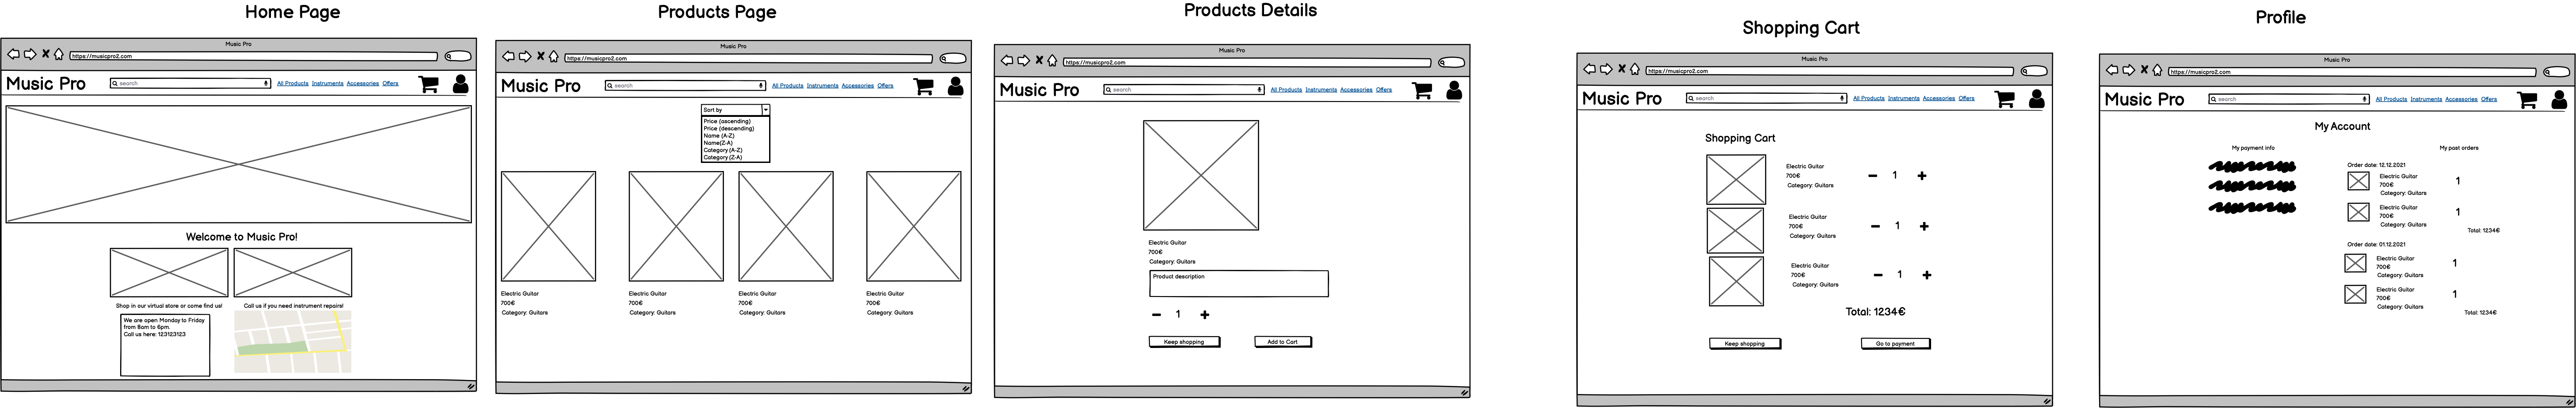 Home Page
Music Pro
https://musicpro2.com
Music Pro
search
All Products Instruments Accessories Offers
Welcome to Music Pro!
Shop in our virtual store or come find us!
Call us if you need instrument repairs!
We are open Monday to Friday
from 8am to 6pm.
Call us here: 123123123
Products Page
Music Pro
https://musicpro2.com
Music Pro
search
All Products Instruments Accessories Offers
Sort by
Price (ascending)
Price (descending)
Name (A-Z)
Name(Z-A)
Category (A-Z)
Category (Z-A)
Electric Guitar
700€
Category: Guitars
Electric Guitar
700€
Category: Guitars
Electric Guitar
700€
Category: Guitars
Electric Guitar
700€
Category: Guitars
Products Details
Music Pro
https://musicpro2.com
Music Pro
search
All Products Instruments Accessories Offers
Electric Guitar
700€
Category: Guitars
Product description
1
Keep shopping
Add to Cart
Shopping Cart
Music Pro
https://musicpro2.com
Music Pro
search
All Products Instruments Accessories Offers
Shopping Cart
Electric Guitar
700€
Category: Guitars
1
Electric Guitar
700€
Category: Guitars
1
Electric Guitar
700€
Category: Guitars
1
Total: 1234€
Keep shopping
Go to payment
Profile
Music Pro
https://musicpro2.com
Music Pro
search
All Products Instruments Accessories Offers
My Account
My payment info
My past orders
Order date: 12.12.2021
Electric Guitar
700€
Category: Guitars
1
Electric Guitar
700€
Category: Guitars
1
Total: 1234€
Order date: 01.12.2021
Electric Guitar
700€
Category: Guitars
1
Electric Guitar
700€
Category: Guitars
1
Total: 1234€